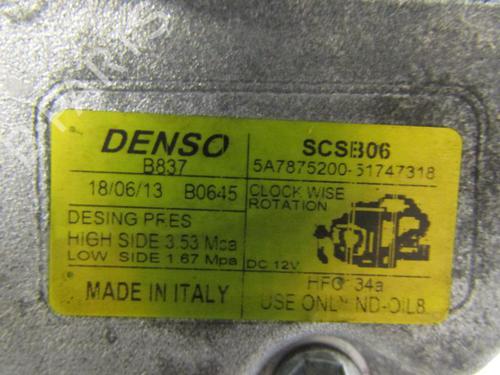 DENSO
B837
18/06/13 B0645
DESING PRES
HIGH SIDE 3.53 Mpa
LOW SIDE 1.67 Mpa
MADE IN ITALY
SCSB06
5A7875200-51747318
CLOCK WISE
ROTATION
DC 12V
HFC 134a
USE ONLY ND-OIL8